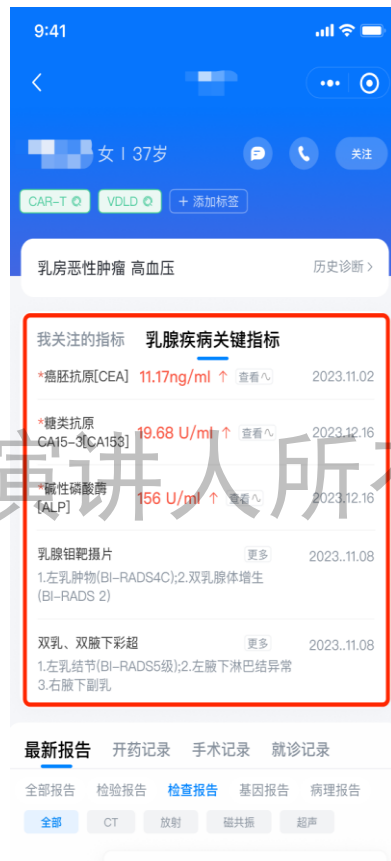 9:41
女 | 37岁
关注
CAR-T
VDLD
+ 添加标签
乳房恶性肿瘤 高血压
历史诊断 >
我关注的指标 乳腺疾病关键指标
*癌胚抗原[CEA] 11.17ng/ml ↑ 查看 2023.11.02
*糖类抗原
CA15-3[CA153] 19.68 U/ml ↑ 查看 2023.12.16
*碱性磷酸酶
[ALP] 156 U/ml ↑ 查看 2023.12.16
乳腺钼靶摄片 更多 2023..11.08
1.左乳肿物(BI-RADS4C);2.双乳腺体增生
(BI-RADS 2)
双乳、双腋下彩超 更多 2023..11.08
1.左乳结节(BI-RADS5级);2.左腋下淋巴结异常
3.右腋下副乳
最新报告 开药记录 手术记录 就诊记录
全部报告 检验报告 检查报告 基因报告 病理报告
全部 CT 放射 磁共振 超声
演讲人所有